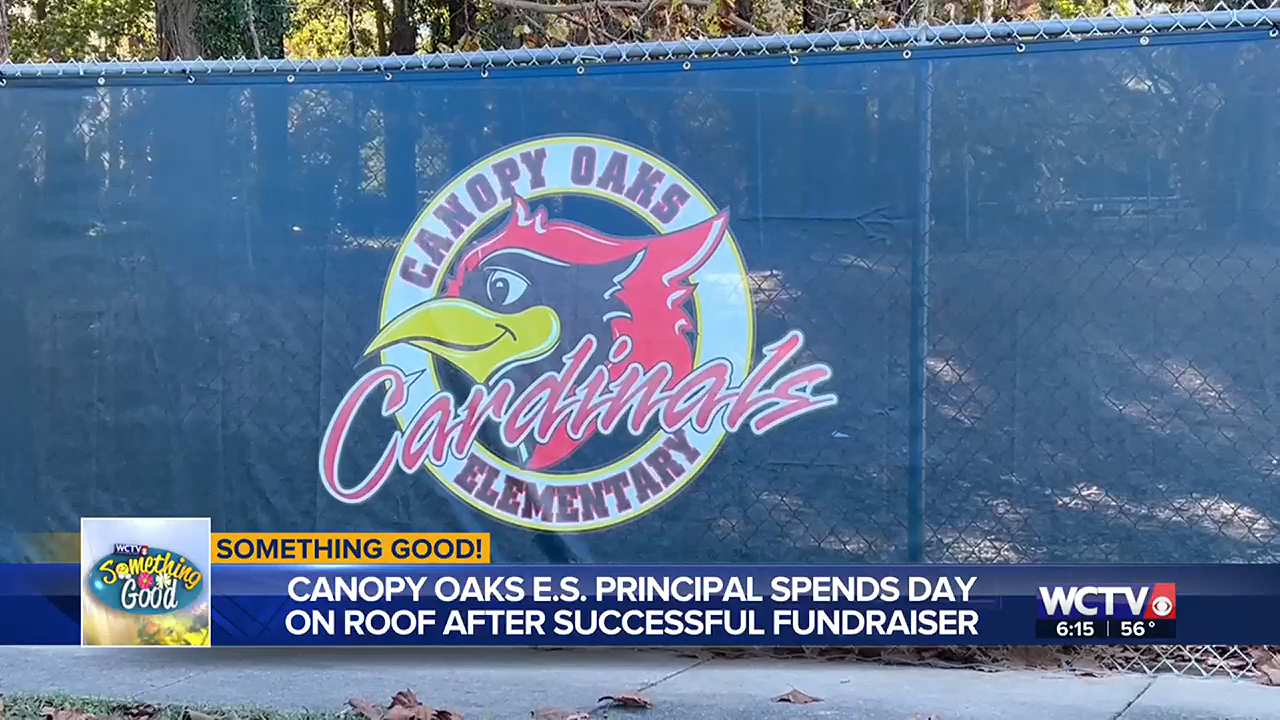 CANOPY OAKS
Cardinals
ELEMENTARY
WCTV
Something
Good
SOMETHING GOOD!
CANOPY OAKS E.S. PRINCIPAL SPENDS DAY
ON ROOF AFTER SUCCESSFUL FUNDRAISER
WCTV
6:15 56°